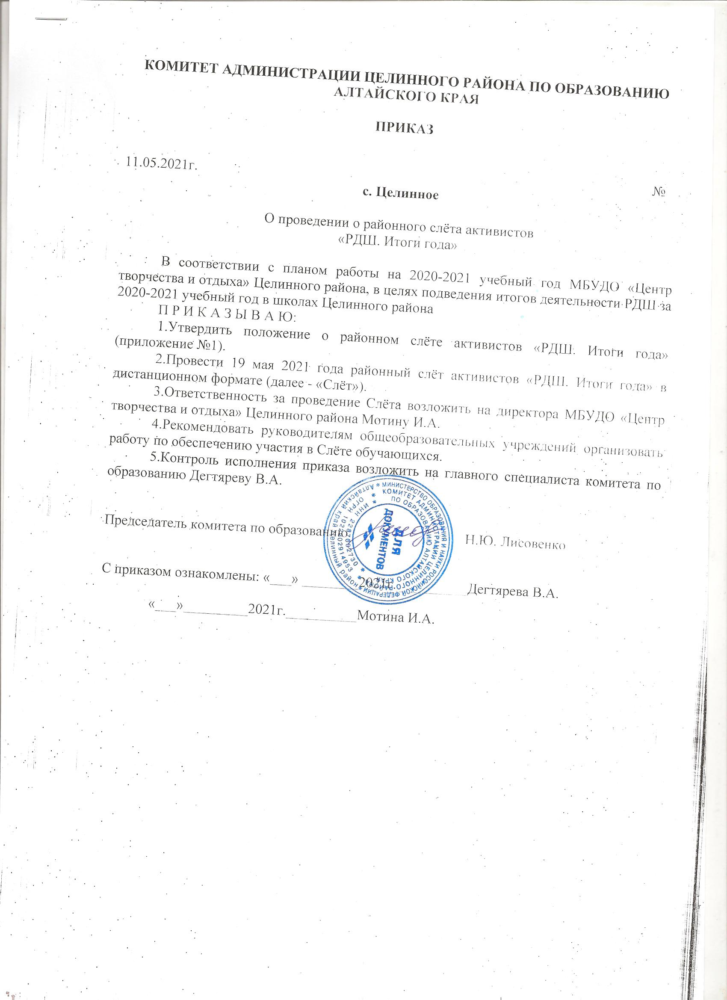 КОМИТЕТ АДМИНИСТРАЦИИ ЦЕЛИННОГО РАЙОНА ПО ОБРАЗОВАНИЮ
АЛТАЙСКОГО КРАЯ
ПРИКАЗ
11.05.2021г.
№
с. Целинное
О проведении о районного слёта активистов
«РДШ. Итоги года»
В соответствии с планом работы на 2020-2021 учебный год МБУДО «Центр
творчества и отдыха» Целинного района, в целях подведения итогов деятельности РДШ за
2020-2021 учебный год в школах Целинного района
П Р И К А З Ы В А Ю:
1.Утвердить положение о районном слёте активистов «РДШ. Итоги года»
(приложение №1).
2.Провести 19 мая 2021 года районный слёт активистов «РДШ. Итоги года» в
дистанционном формате (далее - «Слёт»).
3.Ответственность за проведение Слёта возложить на директора МБУДО «Центр
творчества и отдыха» Целинного района Мотину И.А.
4.Рекомендовать руководителям общеобразовательных учреждений организовать
работу по обеспечению участия в Слёте обучающихся.
5.Контроль исполнения приказа возложить на главного специалиста комитета по
образованию Дегтяреву В.А.
Председатель комитета по образованию
Н.Ю. Лисовенко
С приказом ознакомлены: «___» ________2021г.__________Дегтярева В.А.
«___»_________2021г.__________Мотина И.А.
* МИНИСТЕРСТВО ОБРАЗОВАНИЯ И НАУКИ РОССИЙСКОЙ ФЕДЕРАЦИИ * Целинный район Алтайский край
КОМИТЕТ АДМИНИСТРАЦИИ ЦЕЛИННОГО РАЙОНА * ОГРН 1022202914953 *
ПО ОБРАЗОВАНИЮ АЛТАЙСКОГО КРАЯ * ИНН 2287002730 *
ДЛЯ
ДОКУМЕНТОВ